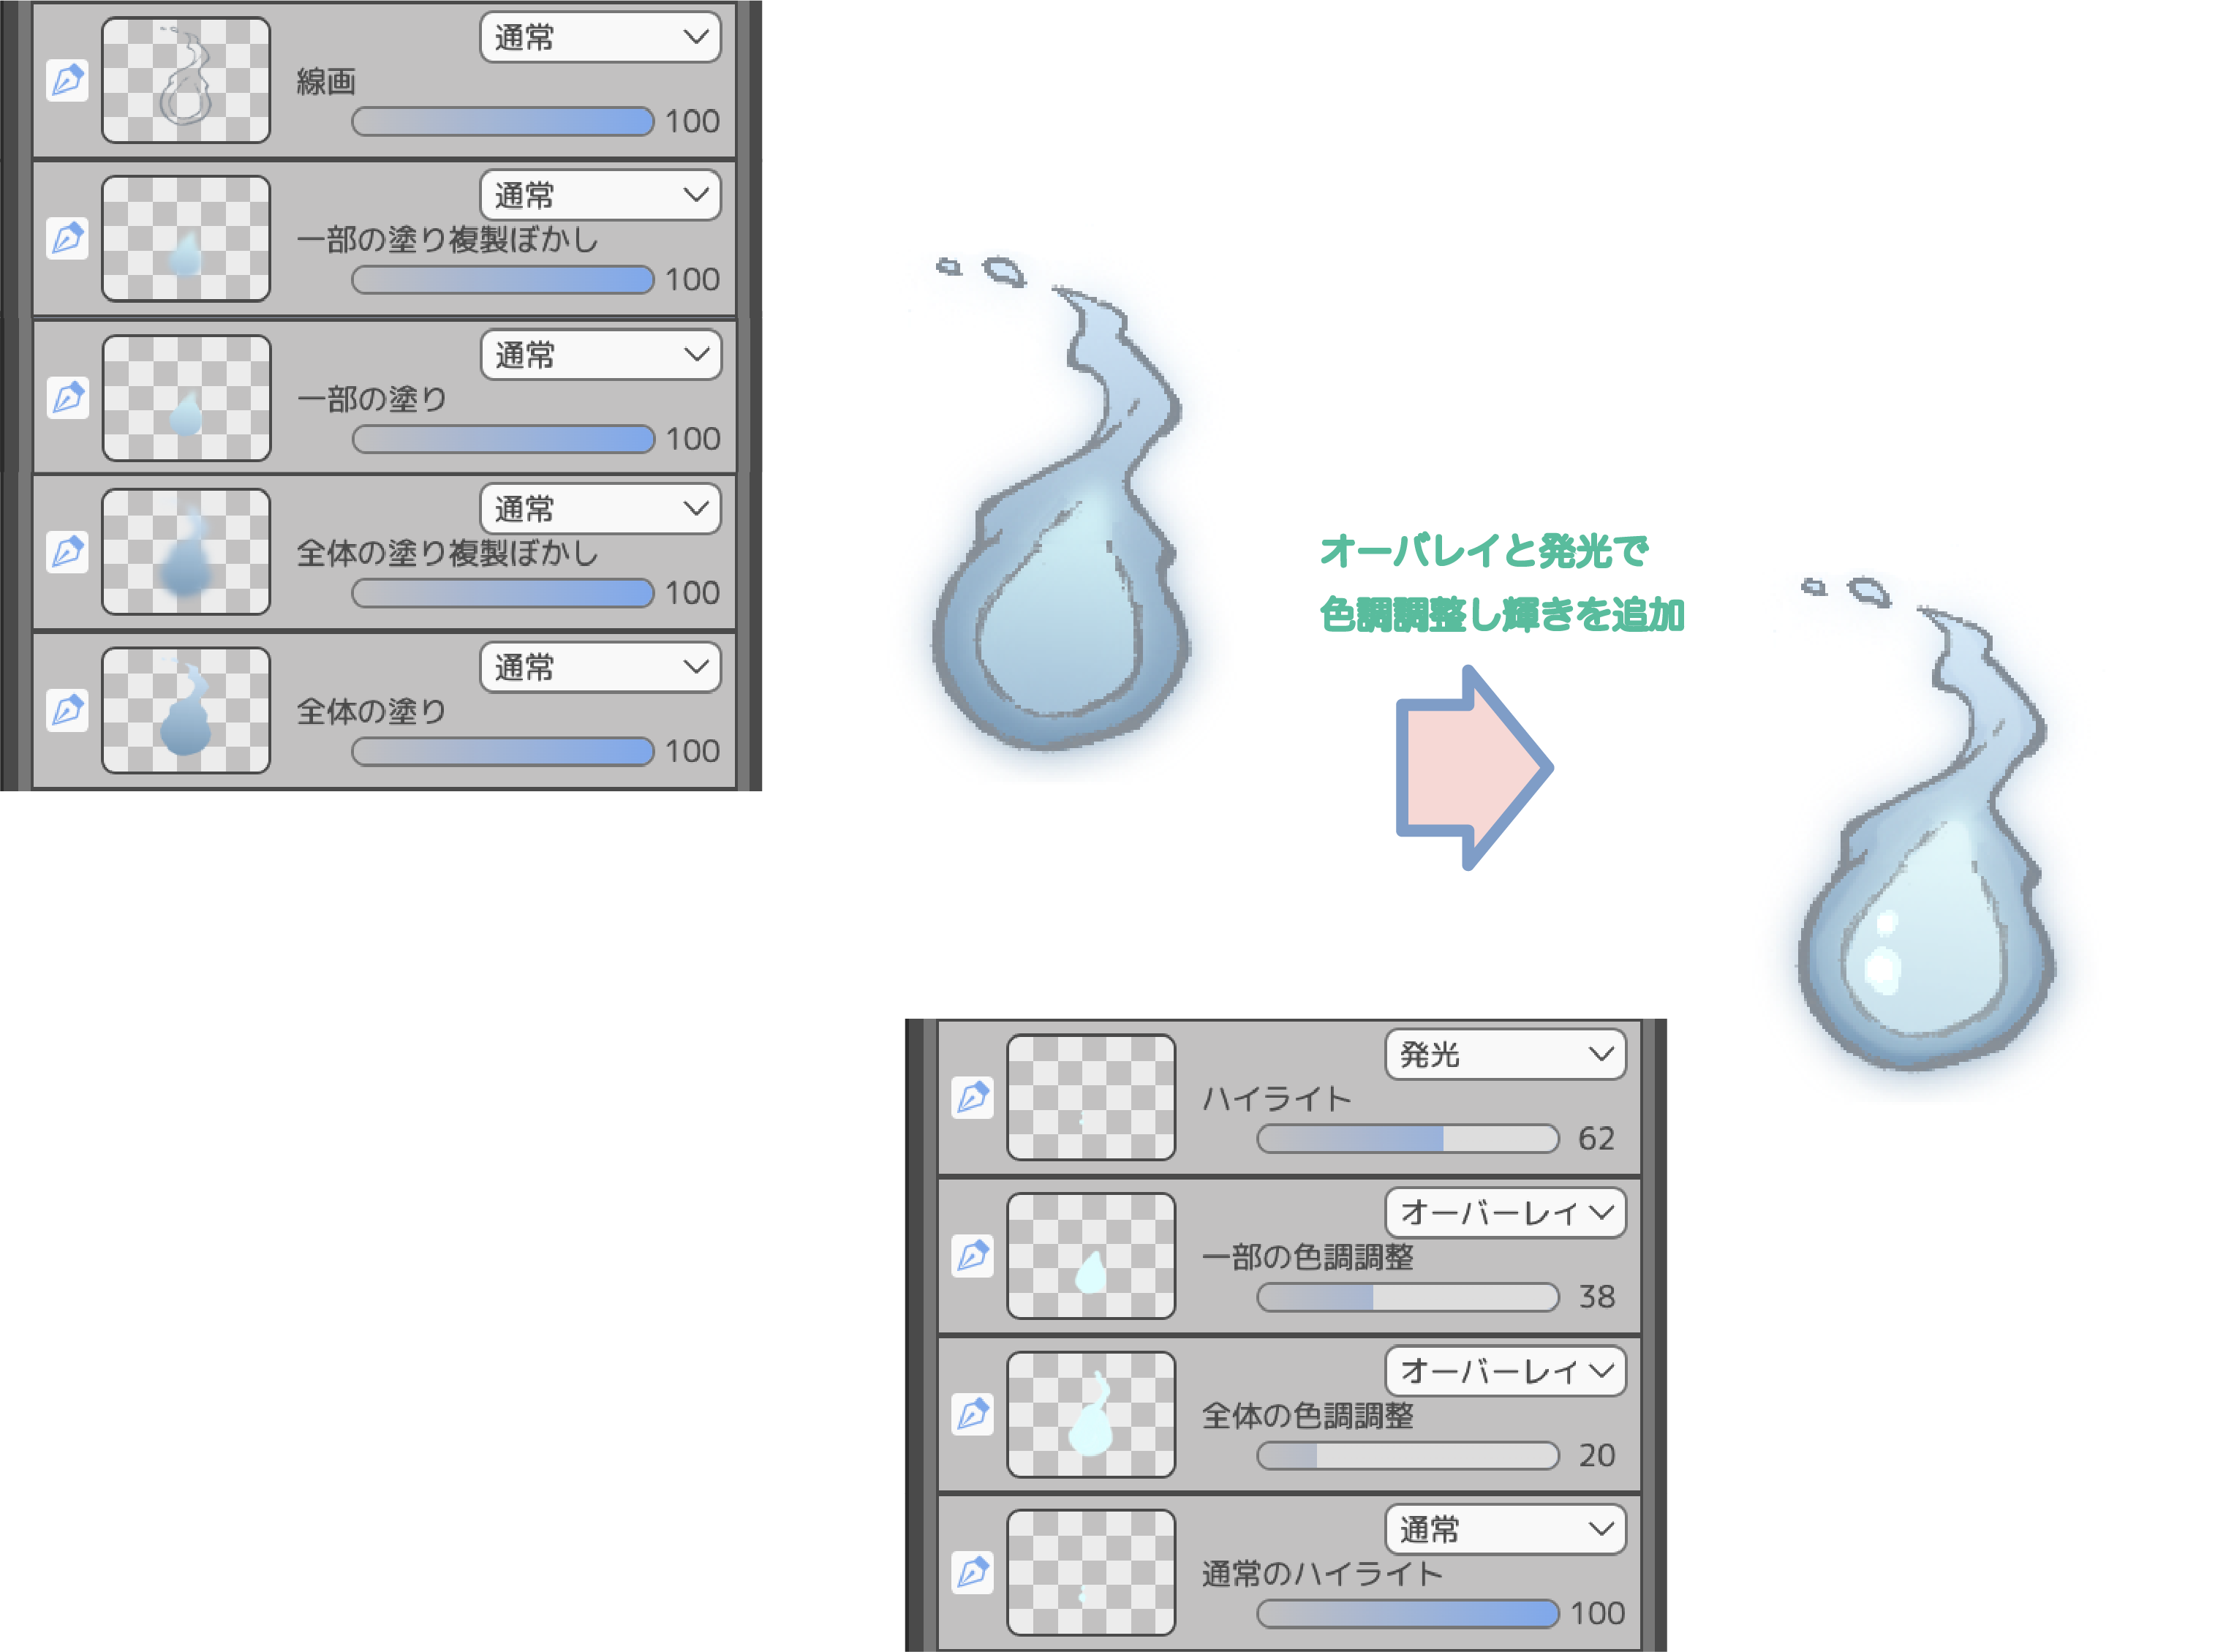 通常
線画
100
通常
一部の塗り複製ぼかし
100
通常
一部の塗り
100
通常
全体の塗り複製ぼかし
100
通常
全体の塗り
100
オーバレイと発光で
色調調整し輝きを追加
発光
ハイライト
62
オーバーレイ
一部の色調調整
38
オーバーレイ
全体の色調調整
20
通常
通常のハイライト
100